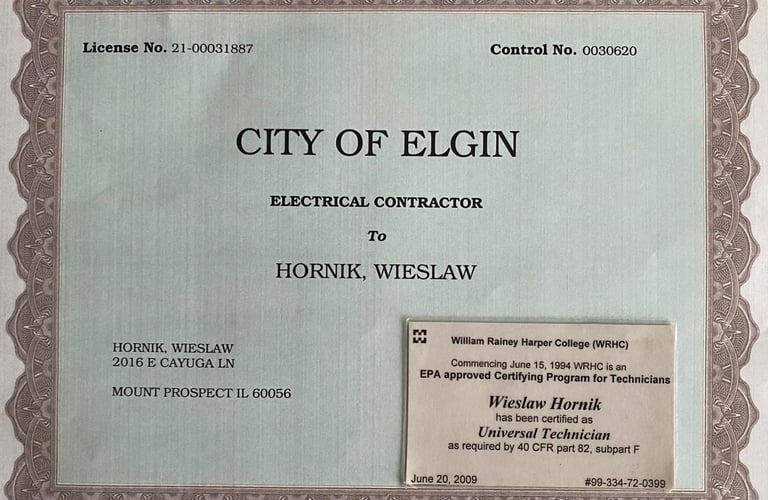 License No. 21-00031887
Control No. 0030620
CITY OF ELGIN
ELECTRICAL CONTRACTOR
To
HORNIK, WIESLAW
HORNIK, WIESLAW
2016 E CAYUGA LN
MOUNT PROSPECT IL 60056
William Rainey Harper College (WRHC)
Commencing June 15, 1994 WRHC is an
EPA approved Certifying Program for Technicians
Wieslaw Hornik
has been certified as
Universal Technician
as required by 40 CFR part 82, subpart F
June 20, 2009
#99-334-72-0399